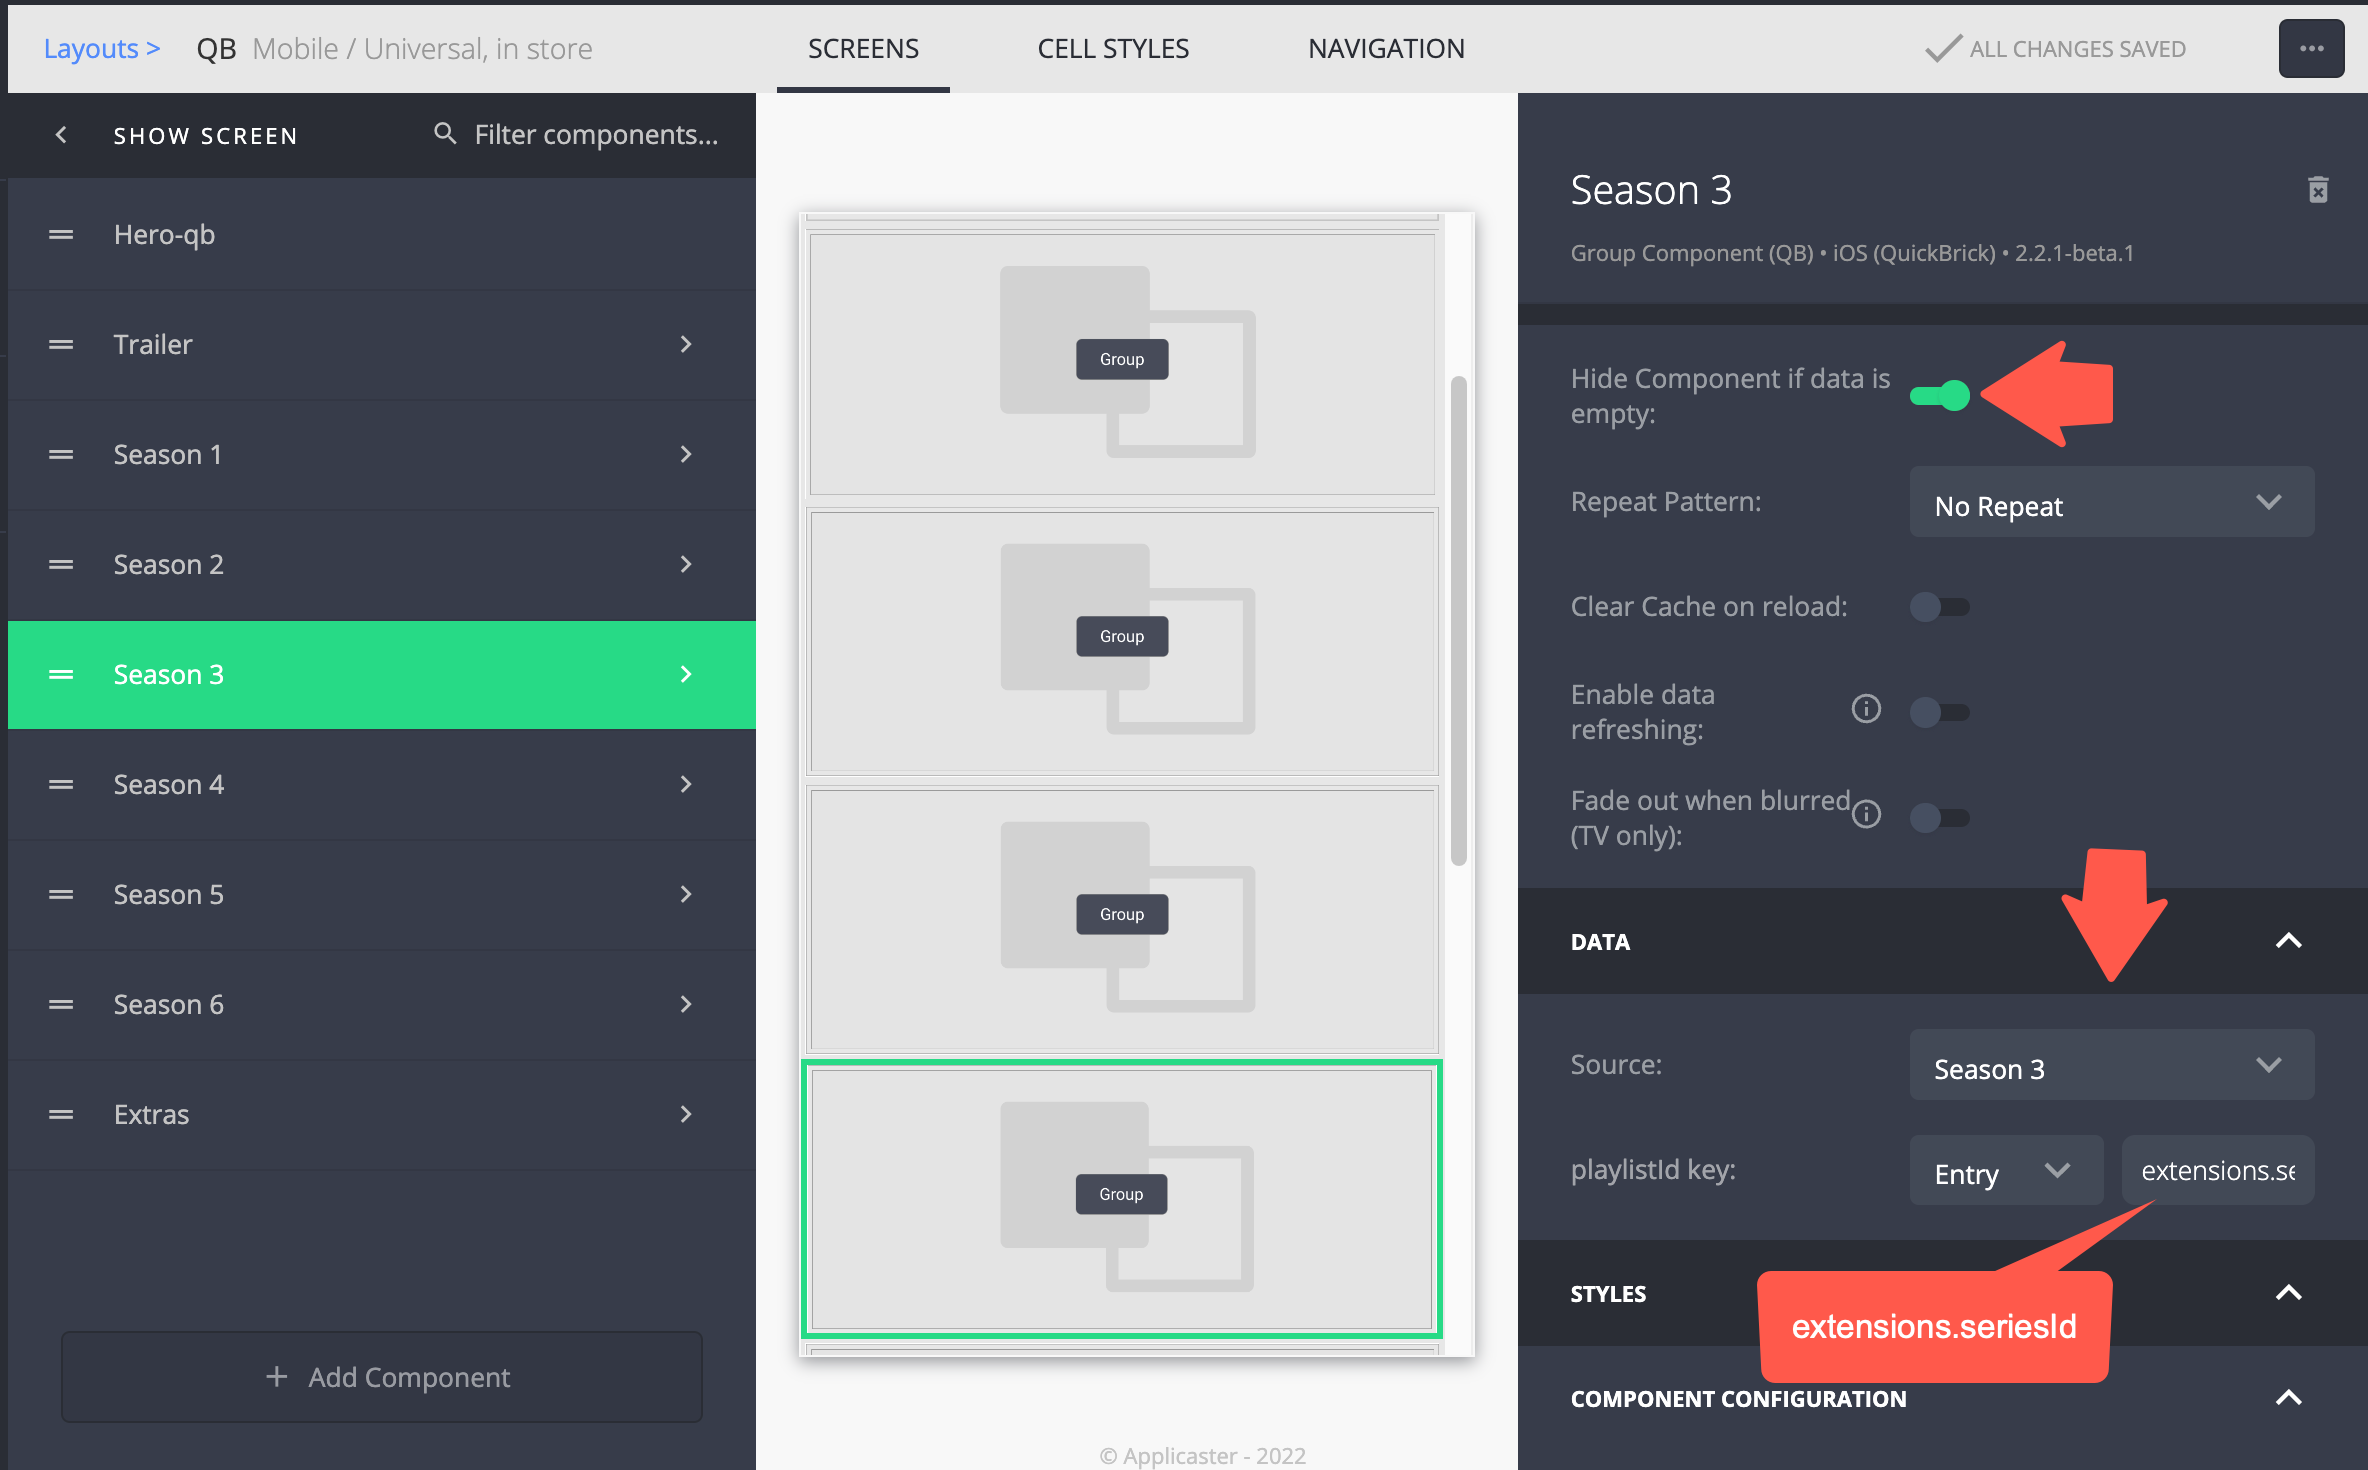 Layouts > QB Mobile / Universal, in store
SCREENS CELL STYLES NAVIGATION
ALL CHANGES SAVED
SHOW SCREEN
Filter components...
Hero-qb
Trailer
Season 1
Season 2
Season 3
Season 4
Season 5
Season 6
Extras
+ Add Component
Group
Group
Group
Group
© Applicaster - 2022
Season 3
Group Component (QB) • iOS (QuickBrick) • 2.2.1-beta.1
Hide Component if data is
empty:
Repeat Pattern: No Repeat
Clear Cache on reload:
Enable data
refreshing:
Fade out when blurred
(TV only):
DATA
Source: Season 3
playlistId key: Entry extensions.se
STYLES
extensions.seriesId
COMPONENT CONFIGURATION